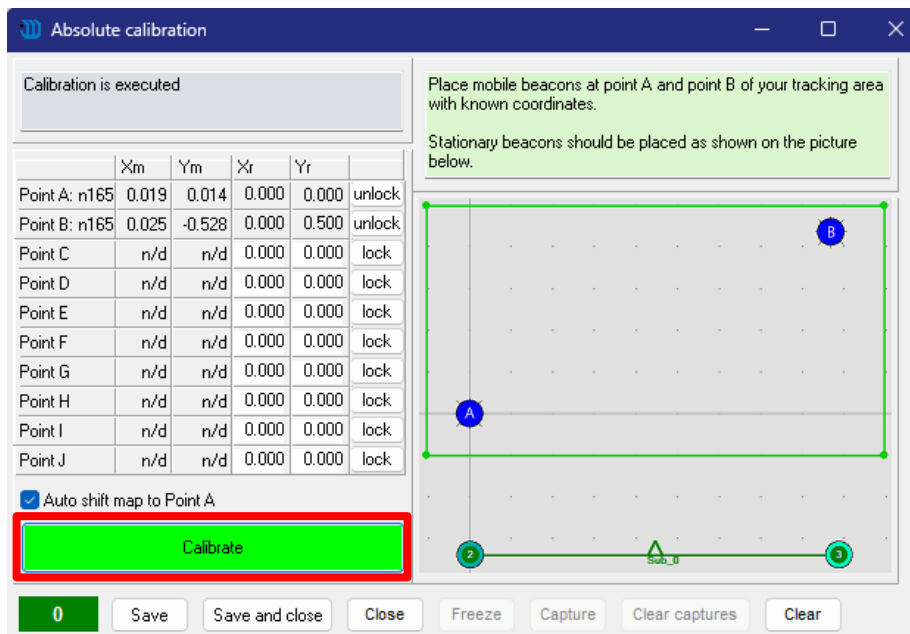 Absolute calibration
Calibration is executed
Place mobile beacons at point A and point B of your tracking area
with known coordinates.
Stationary beacons should be placed as shown on the picture
below.
Xm Ym Xr Yr
Point A: n165 0.019 0.014 0.000 0.000 unlock
Point B: n165 0.025 -0.528 0.000 0.500 unlock
Point C n/d n/d 0.000 0.000 lock
Point D n/d n/d 0.000 0.000 lock
Point E n/d n/d 0.000 0.000 lock
Point F n/d n/d 0.000 0.000 lock
Point G n/d n/d 0.000 0.000 lock
Point H n/d n/d 0.000 0.000 lock
Point I n/d n/d 0.000 0.000 lock
Point J n/d n/d 0.000 0.000 lock
Auto shift map to Point A
Calibrate
B
A
2 Sub_0 3
0 Save Save and close Close Freeze Capture Clear captures Clear